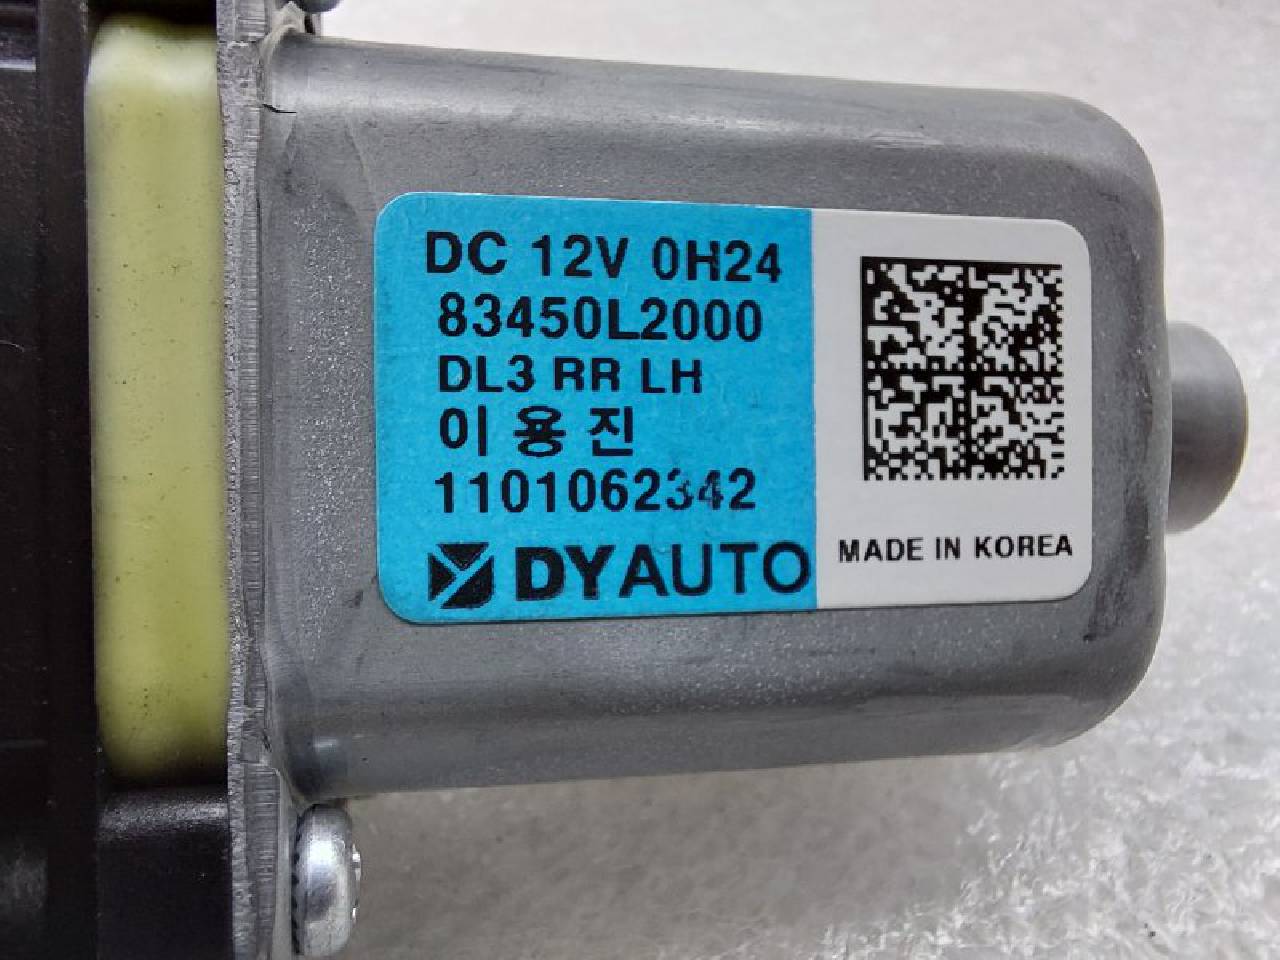 DC 12V 0H24
83450L2000
DL3 RR LH
이용진
1101062342
DYAUTO
MADE IN KOREA